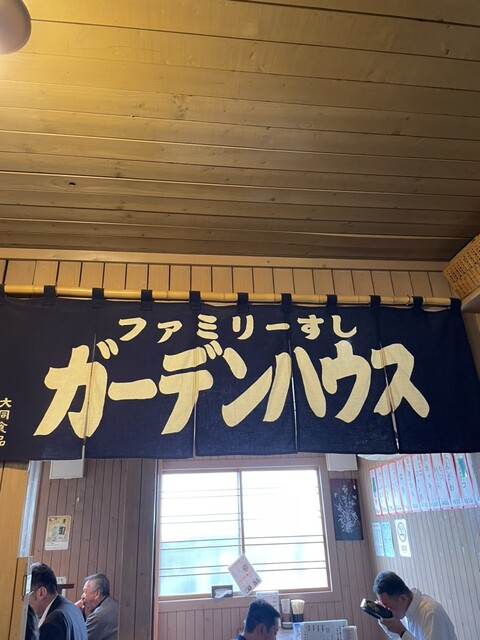 ファミリーすし
ガーデンハウス
大同食品